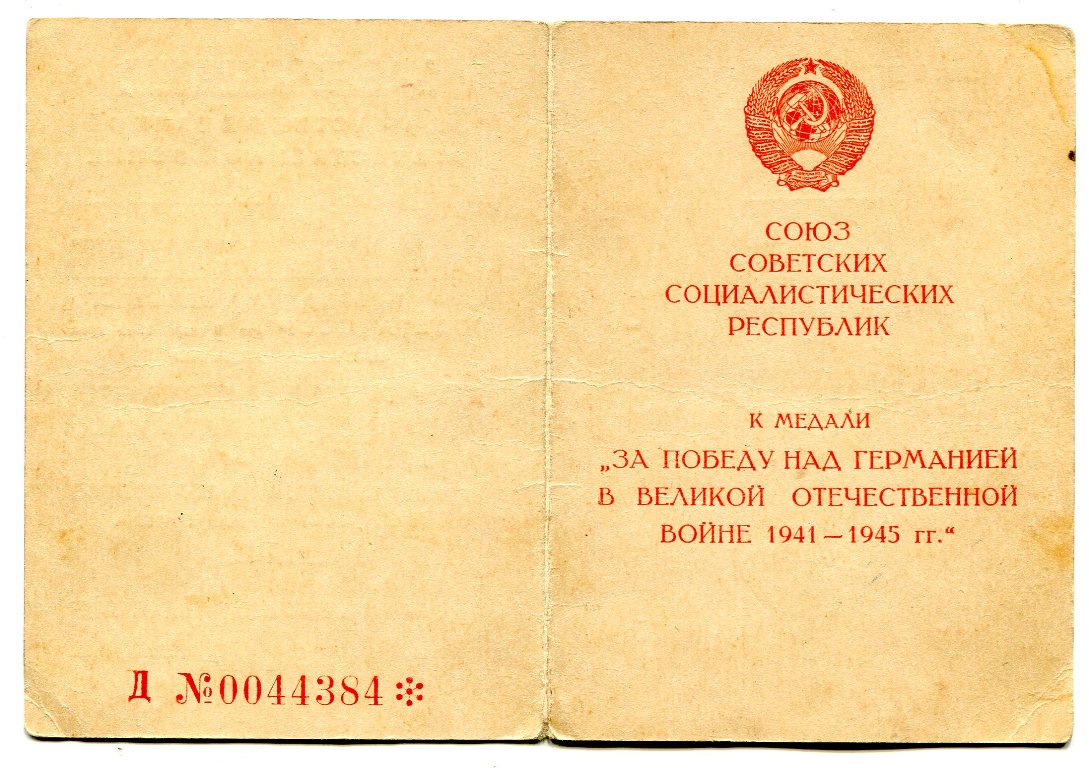 Д №0044384
СОЮЗ
СОВЕТСКИХ
СОЦИАЛИСТИЧЕСКИХ
РЕСПУБЛИК
К МЕДАЛИ
„ЗА ПОБЕДУ НАД ГЕРМАНИЕЙ
В ВЕЛИКОЙ ОТЕЧЕСТВЕННОЙ
ВОЙНЕ 1941—1945 гг.“